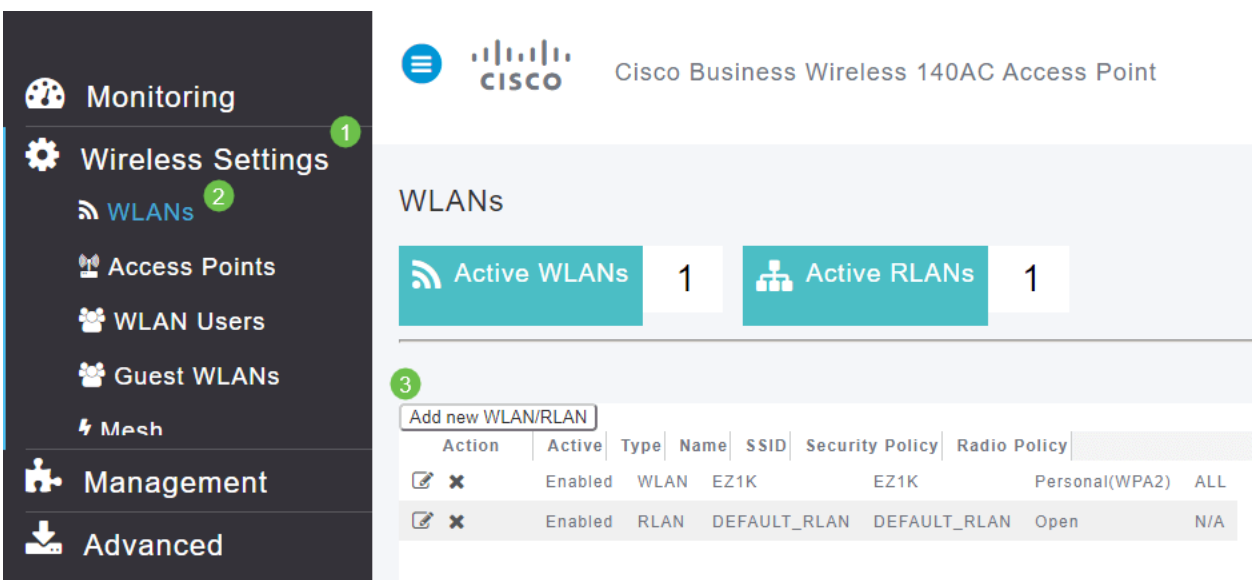 CISCO
Cisco Business Wireless 140AC Access Point
Monitoring
1
Wireless Settings
2
WLANs
Access Points
WLAN Users
Guest WLANs
Mesh
Management
Advanced
WLANs
Active WLANs 1 Active RLANs 1
3
Add new WLAN/RLAN
Action Active Type Name SSID Security Policy Radio Policy
Enabled WLAN EZ1K EZ1K Personal(WPA2) ALL
Enabled RLAN DEFAULT_RLAN DEFAULT_RLAN Open N/A